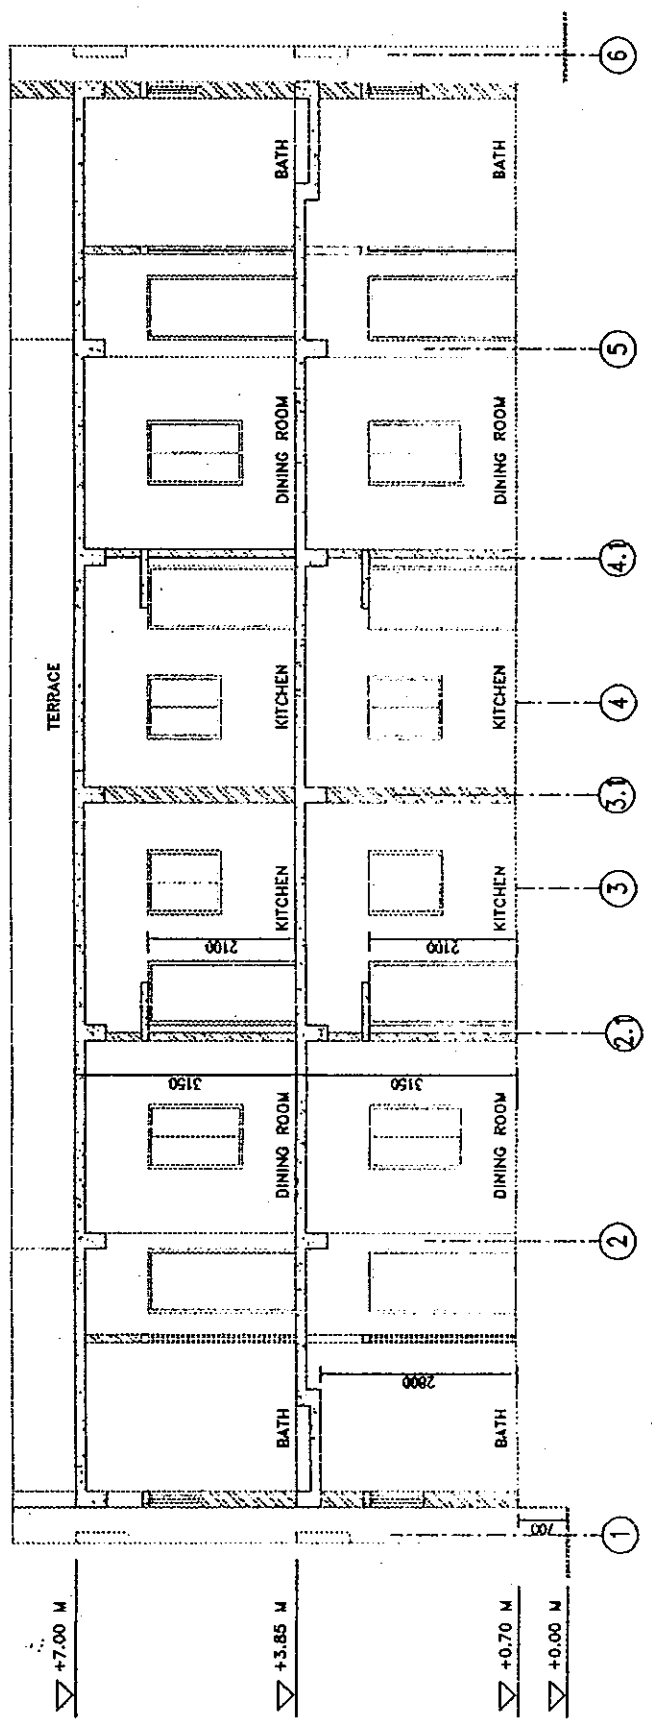 TERRACE
+7.00 M
3150
2100
+3.85 M
BATH DINING ROOM KITCHEN KITCHEN DINING ROOM BATH
3150
2800
2100
BATH DINING ROOM KITCHEN KITCHEN DINING ROOM BATH
+0.70 M
700
+0.00 M
1 2 2.1 3 3.1 4 4.1 5 6